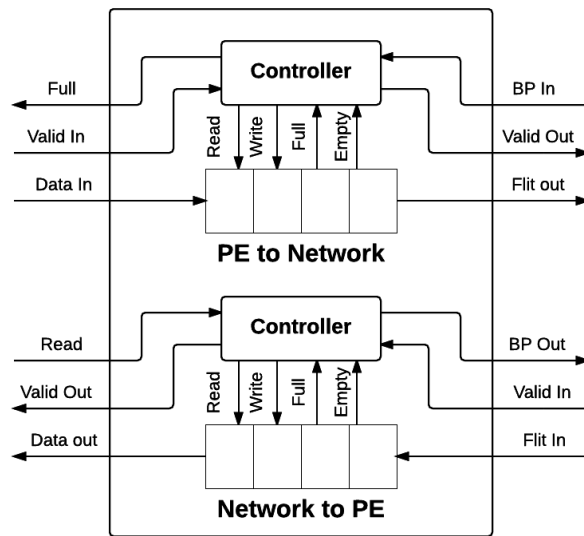 Controller
Full
BP In
Valid In
Valid Out
Read
Write
Full
Empty
Data In
Flit out
PE to Network
Controller
Read
BP Out
Valid Out
Valid In
Read
Write
Full
Empty
Data out
Flit In
Network to PE